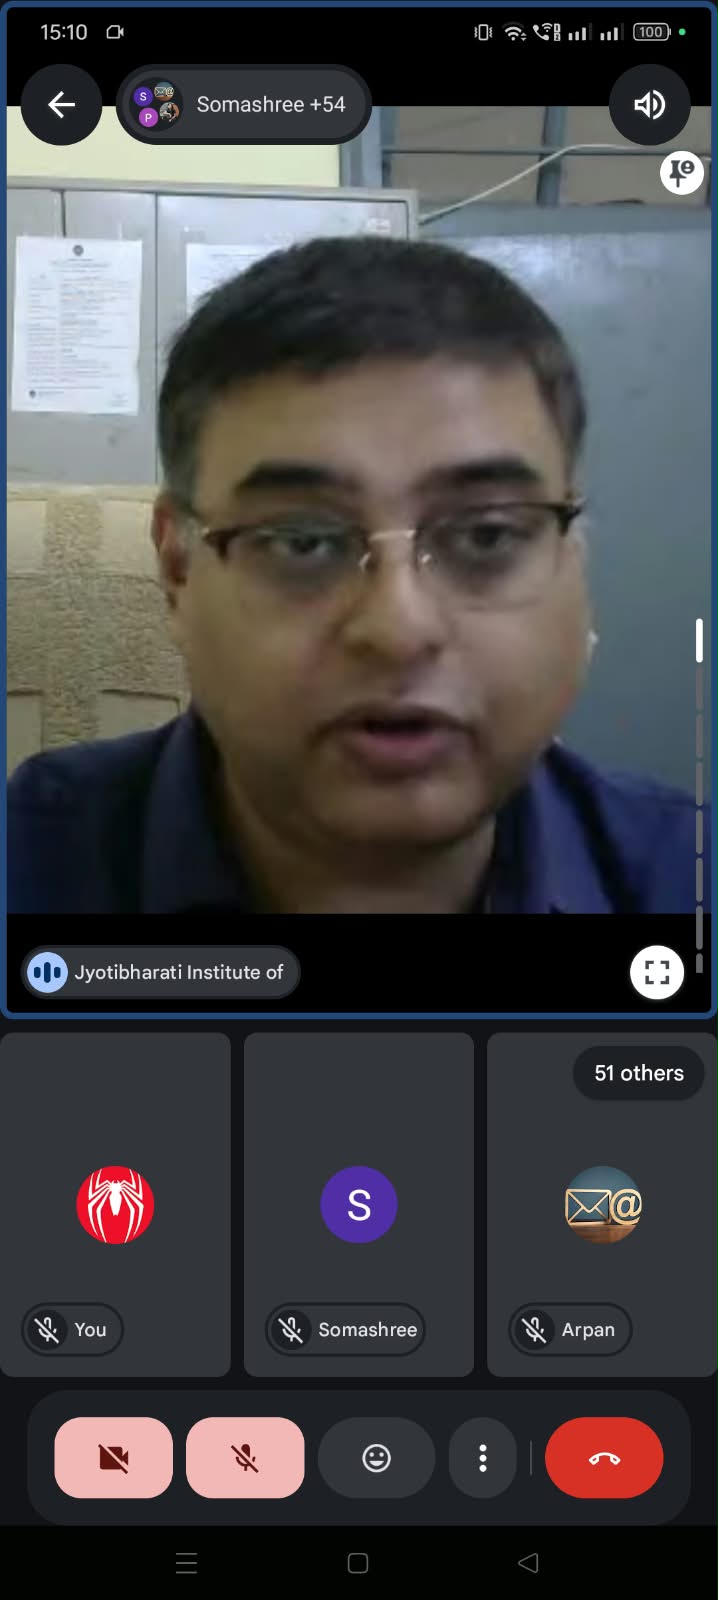 15:10
100
S
P
Somashree +54
Jyotibharati Institute of
51 others
S
@
You
Somashree
Arpan